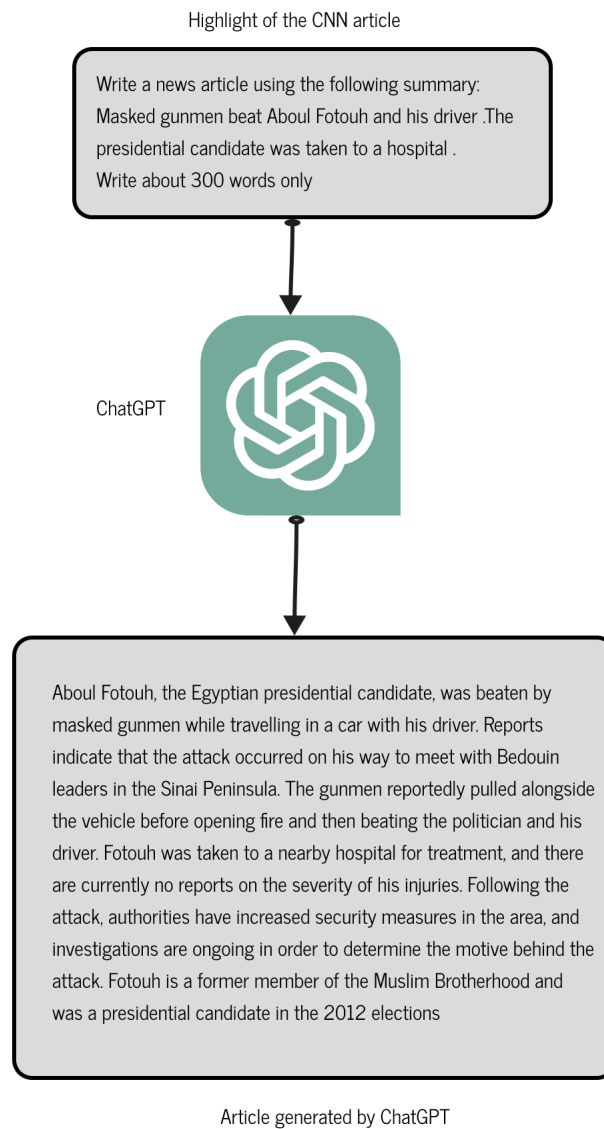 Highlight of the CNN article
Write a news article using the following summary:
Masked gunmen beat Aboul Fotouh and his driver .The
presidential candidate was taken to a hospital .
Write about 300 words only
ChatGPT
Aboul Fotouh, the Egyptian presidential candidate, was beaten by
masked gunmen while travelling in a car with his driver. Reports
indicate that the attack occurred on his way to meet with Bedouin
leaders in the Sinai Peninsula. The gunmen reportedly pulled alongside
the vehicle before opening fire and then beating the politician and his
driver. Fotouh was taken to a nearby hospital for treatment, and there
are currently no reports on the severity of his injuries. Following the
attack, authorities have increased security measures in the area, and
investigations are ongoing in order to determine the motive behind the
attack. Fotouh is a former member of the Muslim Brotherhood and
was a presidential candidate in the 2012 elections
Article generated by ChatGPT